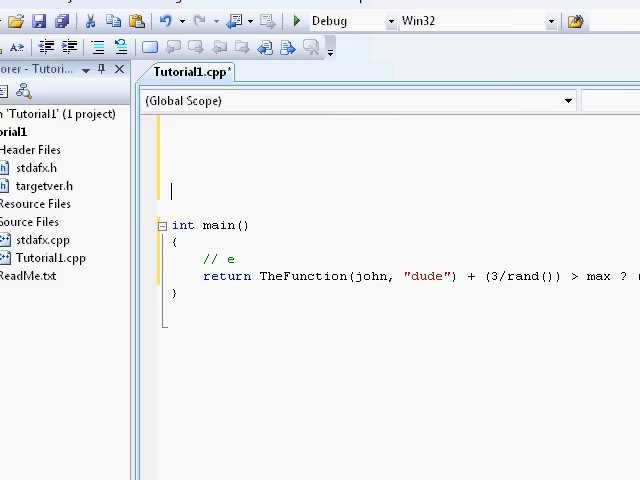 Debug Win32
A
orer - Tutori...
Tutorial1.cpp*
(Global Scope)
n 'Tutorial1' (1 project)
orial1
Header Files
stdafx.h
targetver.h
Resource Files
Source Files
stdafx.cpp
Tutorial1.cpp
ReadMe.txt
int main()
{
// e
return TheFunction(john, "dude") + (3/rand()) > max ? (
}